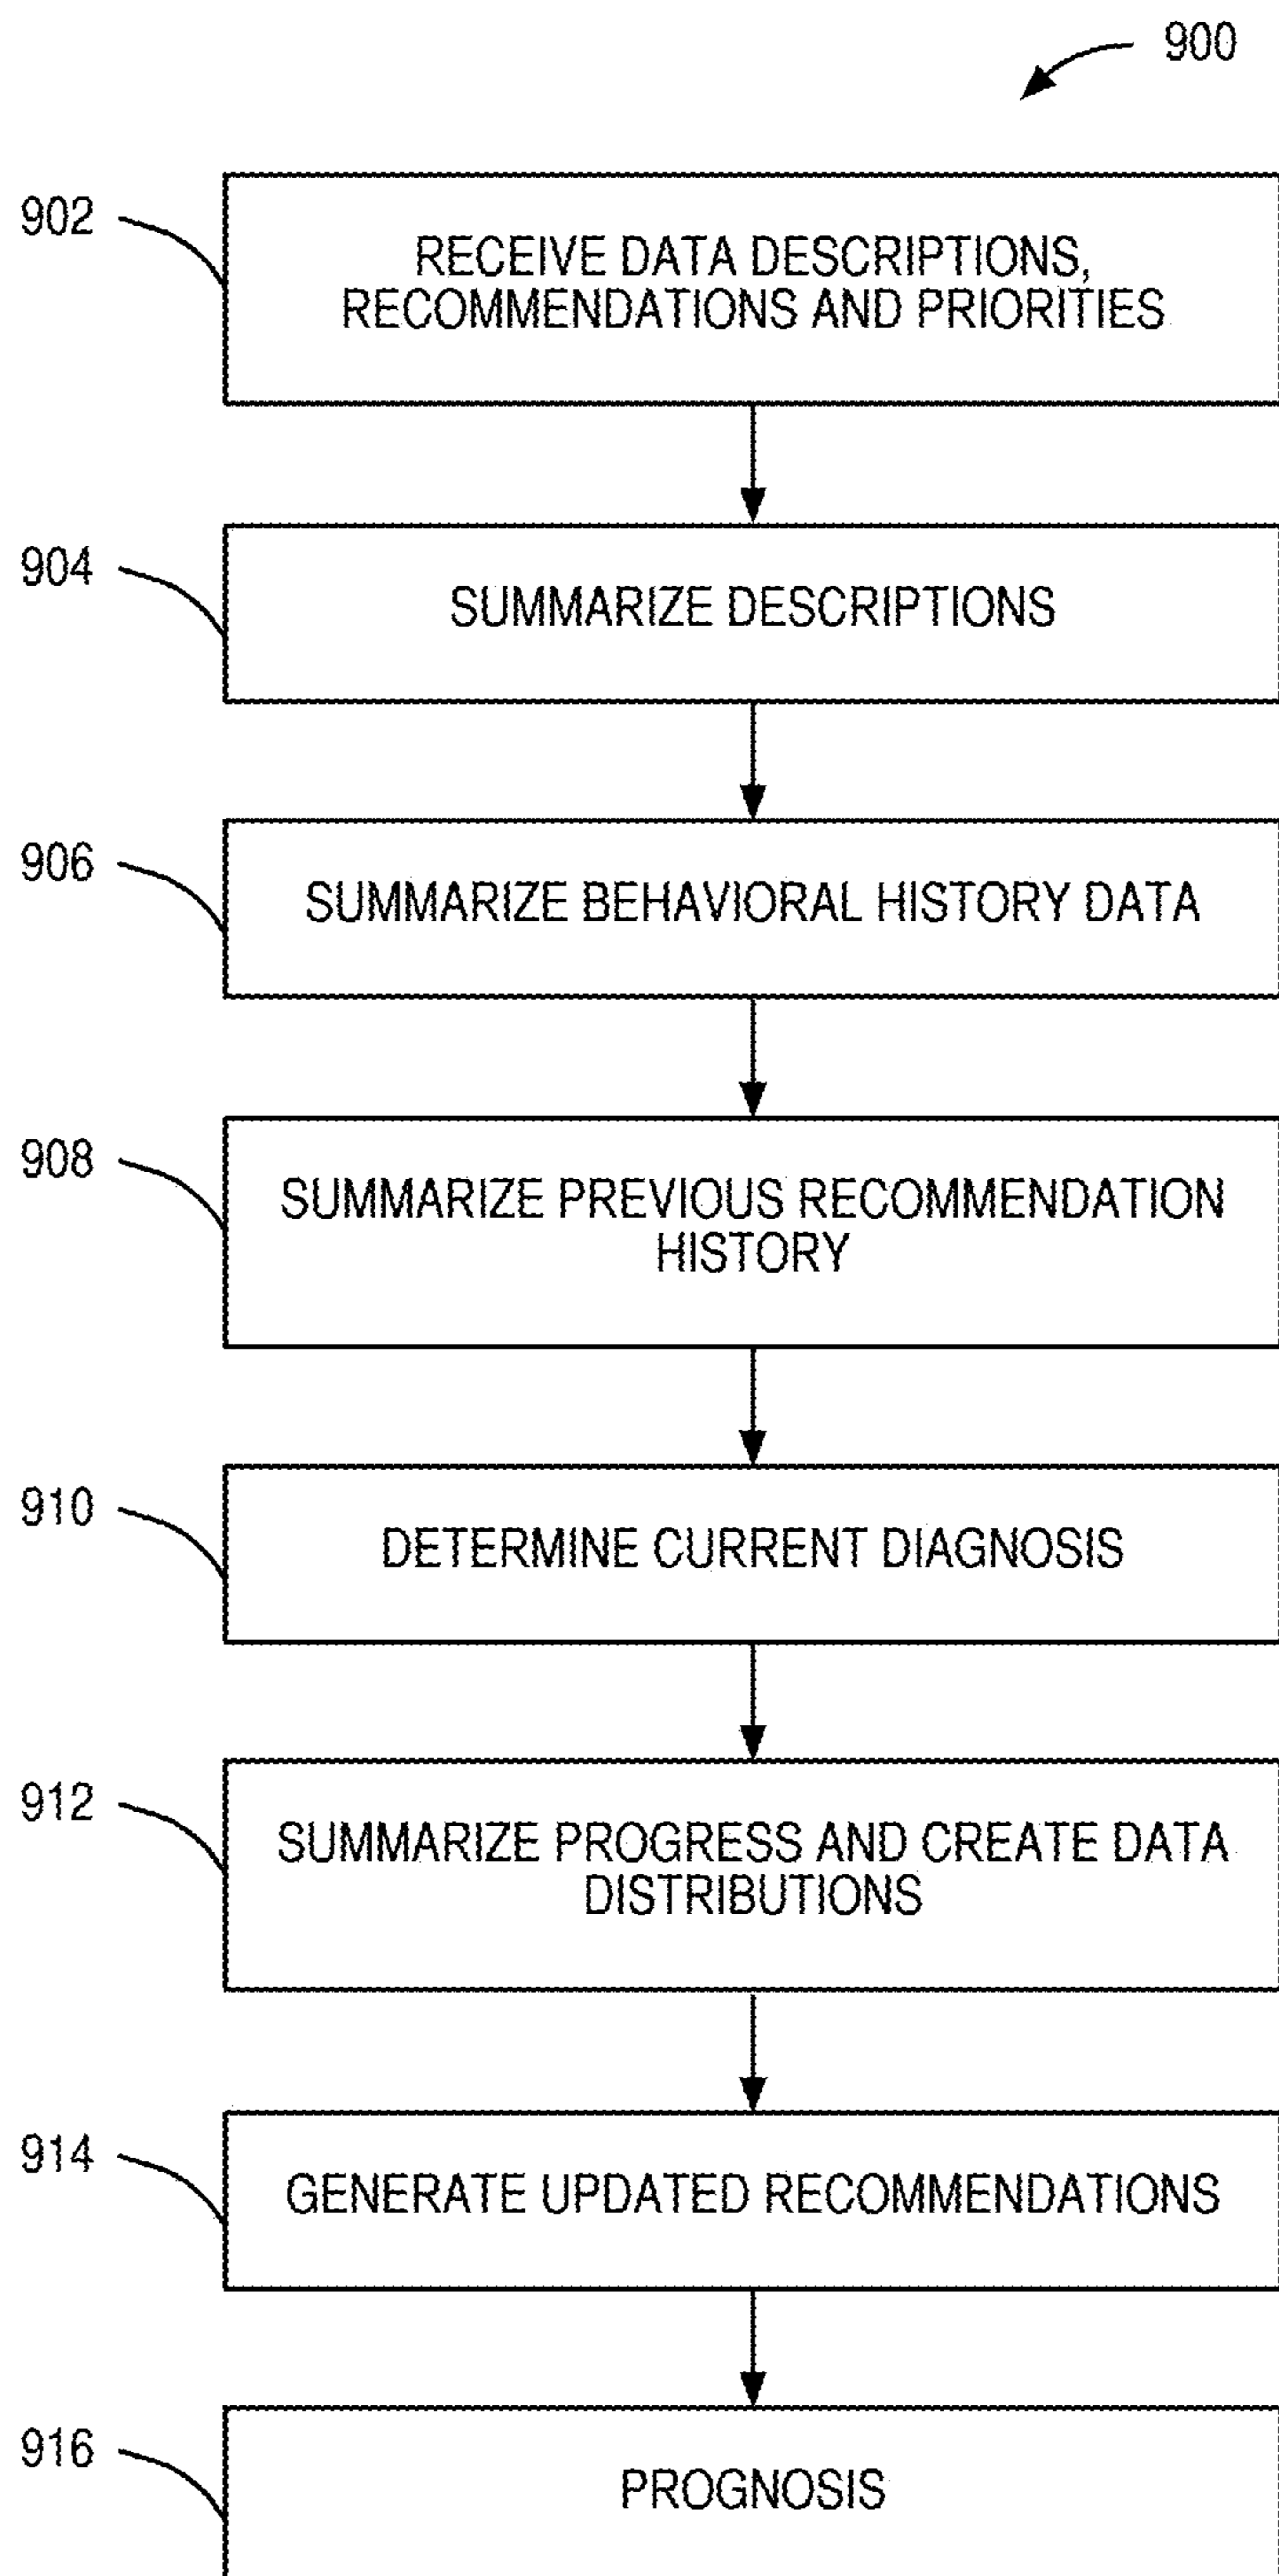 900
902
RECEIVE DATA DESCRIPTIONS,
RECOMMENDATIONS AND PRIORITIES
904
SUMMARIZE DESCRIPTIONS
906
SUMMARIZE BEHAVIORAL HISTORY DATA
908
SUMMARIZE PREVIOUS RECOMMENDATION
HISTORY
910
DETERMINE CURRENT DIAGNOSIS
912
SUMMARIZE PROGRESS AND CREATE DATA
DISTRIBUTIONS
914
GENERATE UPDATED RECOMMENDATIONS
916
PROGNOSIS